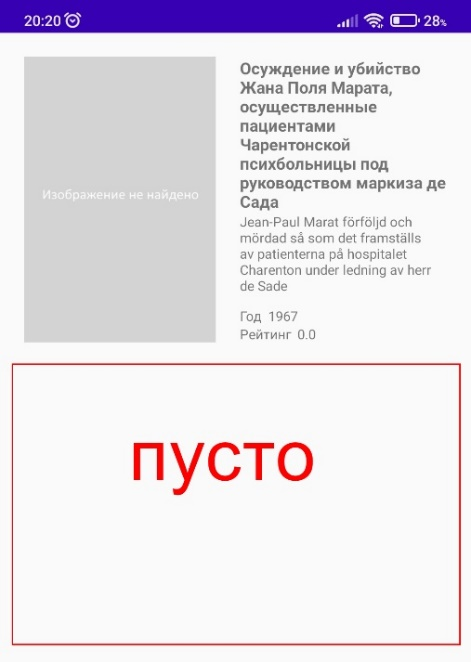 20:20
28%
Изображение не найдено
Осуждение и убийство
Жана Поля Марата,
осуществленные
пациентами
Чарентонской
психбольницы под
руководством маркиза де
Сада
Jean-Paul Marat förföljd och
mördad så som det framställs
av patienterna på hospitalet
Charenton under ledning av herr
de Sade
Год 1967
Рейтинг 0.0
пусто